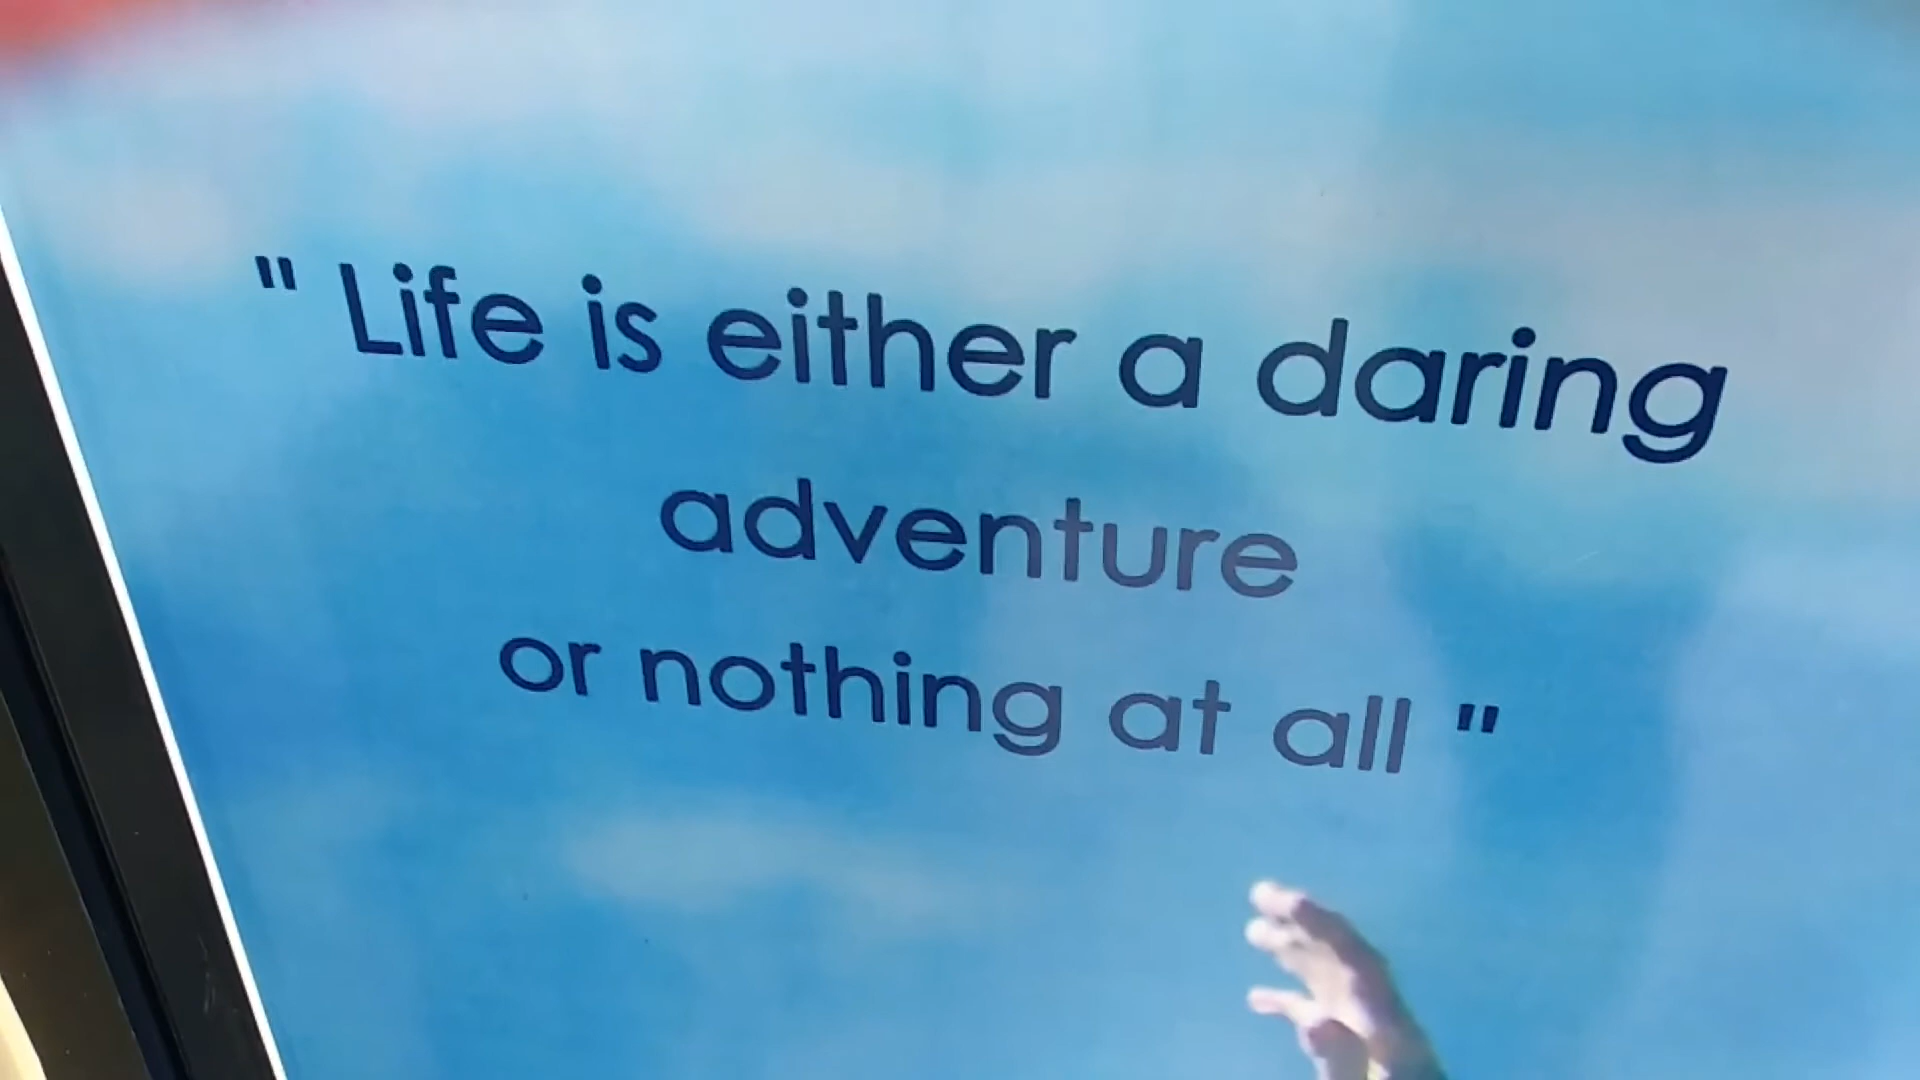 " Life is either a daring
adventure
or nothing at all "